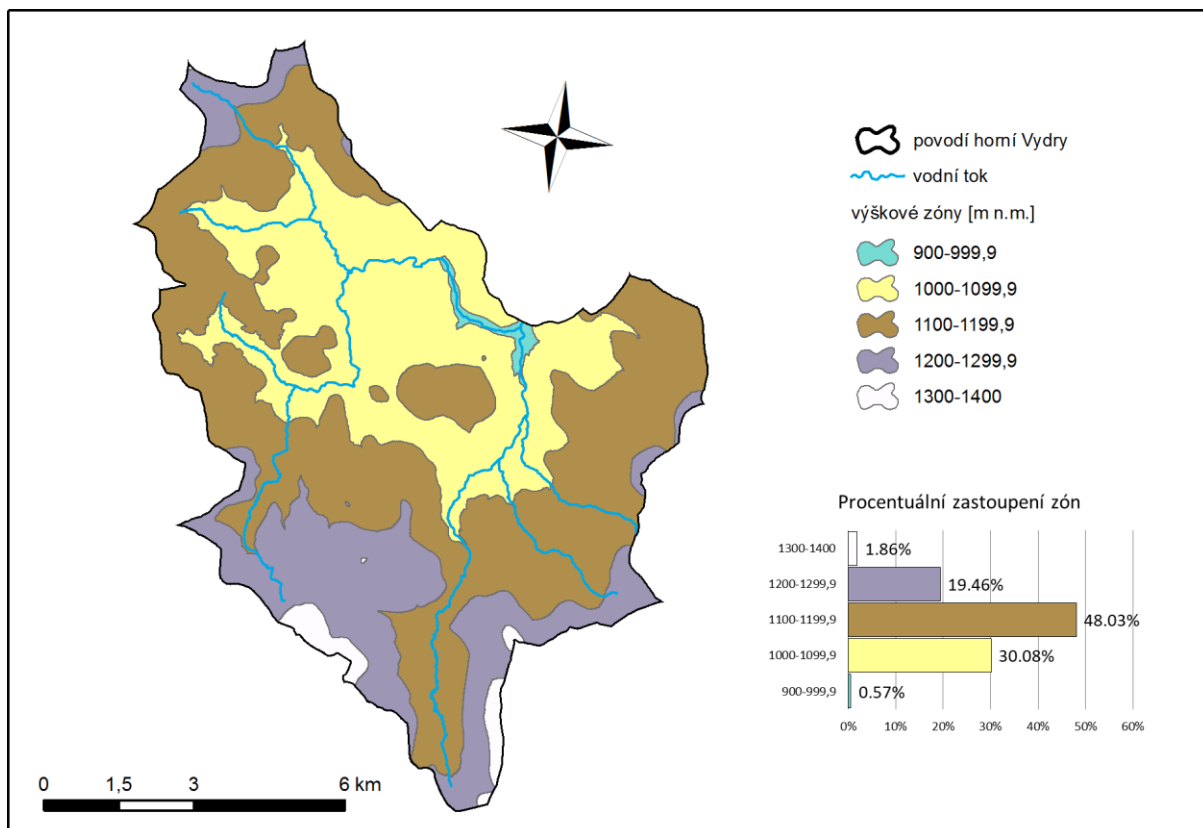 povodí horní Vydry
vodní tok
výškové zóny [m n.m.]
900-999,9
1000-1099,9
1100-1199,9
1200-1299,9
1300-1400
Procentuální zastoupení zón
1300-1400 1.86%
1200-1299,9 19.46%
1100-1199,9 48.03%
1000-1099,9 30.08%
900-999,9 0.57%
0% 10% 20% 30% 40% 50% 60%
0 1,5 3 6 km